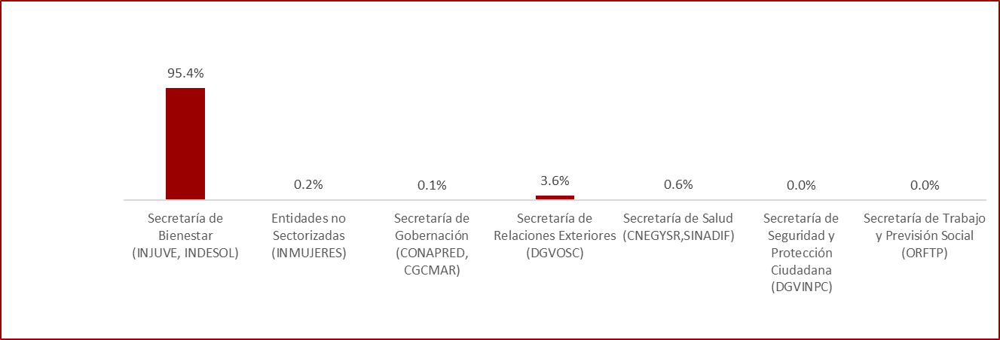 95.4%
0.2%
0.1%
3.6%
0.6%
0.0%
0.0%
Secretaría de
Bienestar
(INJUVE, INDESOL)
Entidades no
Sectorizadas
(INMUJERES)
Secretaría de
Gobernación
(CONAPRED,
CGCMAR)
Secretaría de
Relaciones Exteriores
(DGVOSC)
Secretaría de Salud
(CNEGYSR,SINADIF)
Secretaría de
Seguridad y
Protección
Ciudadana
(DGVINPC)
Secretaría de Trabajo
y Previsión Social
(ORFTP)